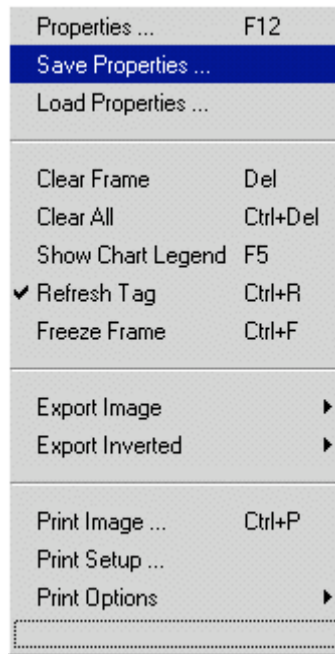 Properties ... F12
Save Properties ...
Load Properties ...
Clear Frame Del
Clear All Ctrl+Del
Show Chart Legend F5
Refresh Tag Ctrl+R
Freeze Frame Ctrl+F
Export Image
Export Inverted
Print Image ... Ctrl+P
Print Setup ...
Print Options